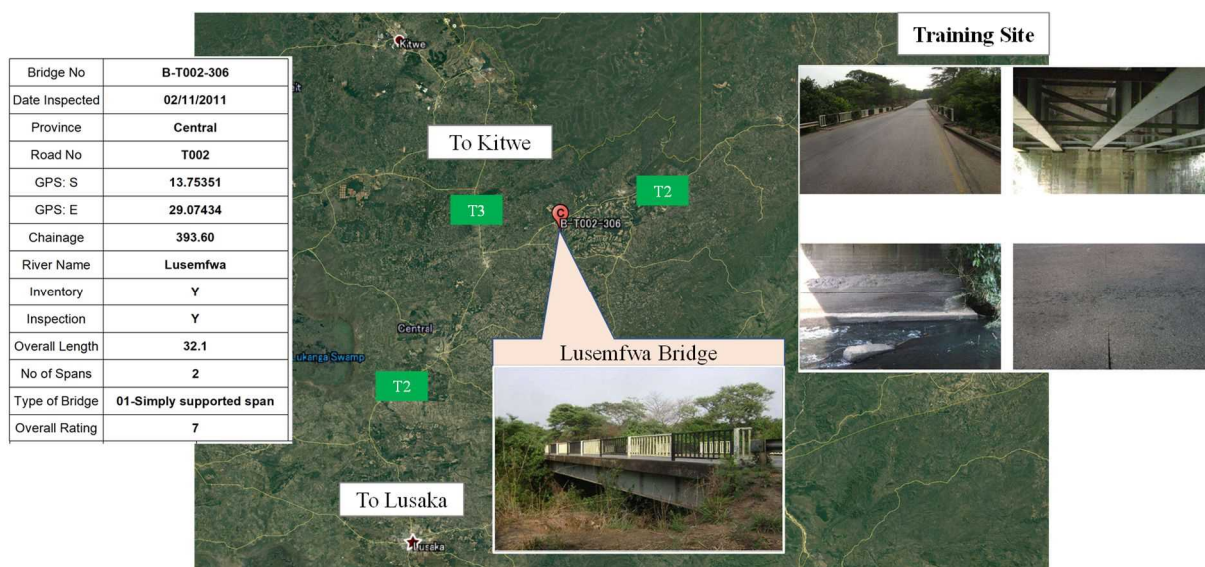 Training Site
Kitwe
Bridge No B-T002-306
Date Inspected 02/11/2011
Province Central
Road No T002
GPS: S 13.75351
GPS: E 29.07434
Chainage 393.60
River Name Lusemfwa
Inventory Y
Inspection Y
Overall Length 32.1
No of Spans 2
Type of Bridge 01-Simply supported span
Overall Rating 7
To Kitwe
T2
T3
C
B-T002-306
Central
ukanga Swamp
T2
Lusemfwa Bridge
To Lusaka
Lusaka